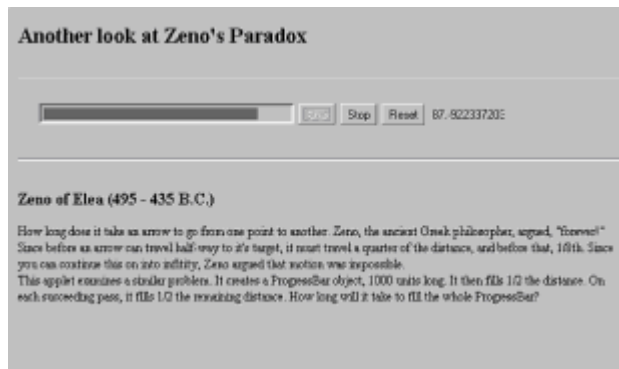 Another look at Zeno's Paradox
Stop Reset 87.-92233720
Zeno of Elea (495 - 435 B.C.)
How long does it take an arrow to go from one point to another. Zeno, the ancient Greek philosopher, argued, "forever!"
Since before an arrow can travel half-way to it's target, it must travel a quarter of the distance, and before that, 1/8th. Since
you can continue this on into infitity, Zeno argued that motion was impossible.
This applet examines a similar problem. It creates a ProgressBar object, 1000 units long. It then fills 1/2 the distance. On
each succeeding pass, it fills 1/2 the remaining distance. How long will it take to fill the whole ProgressBar?